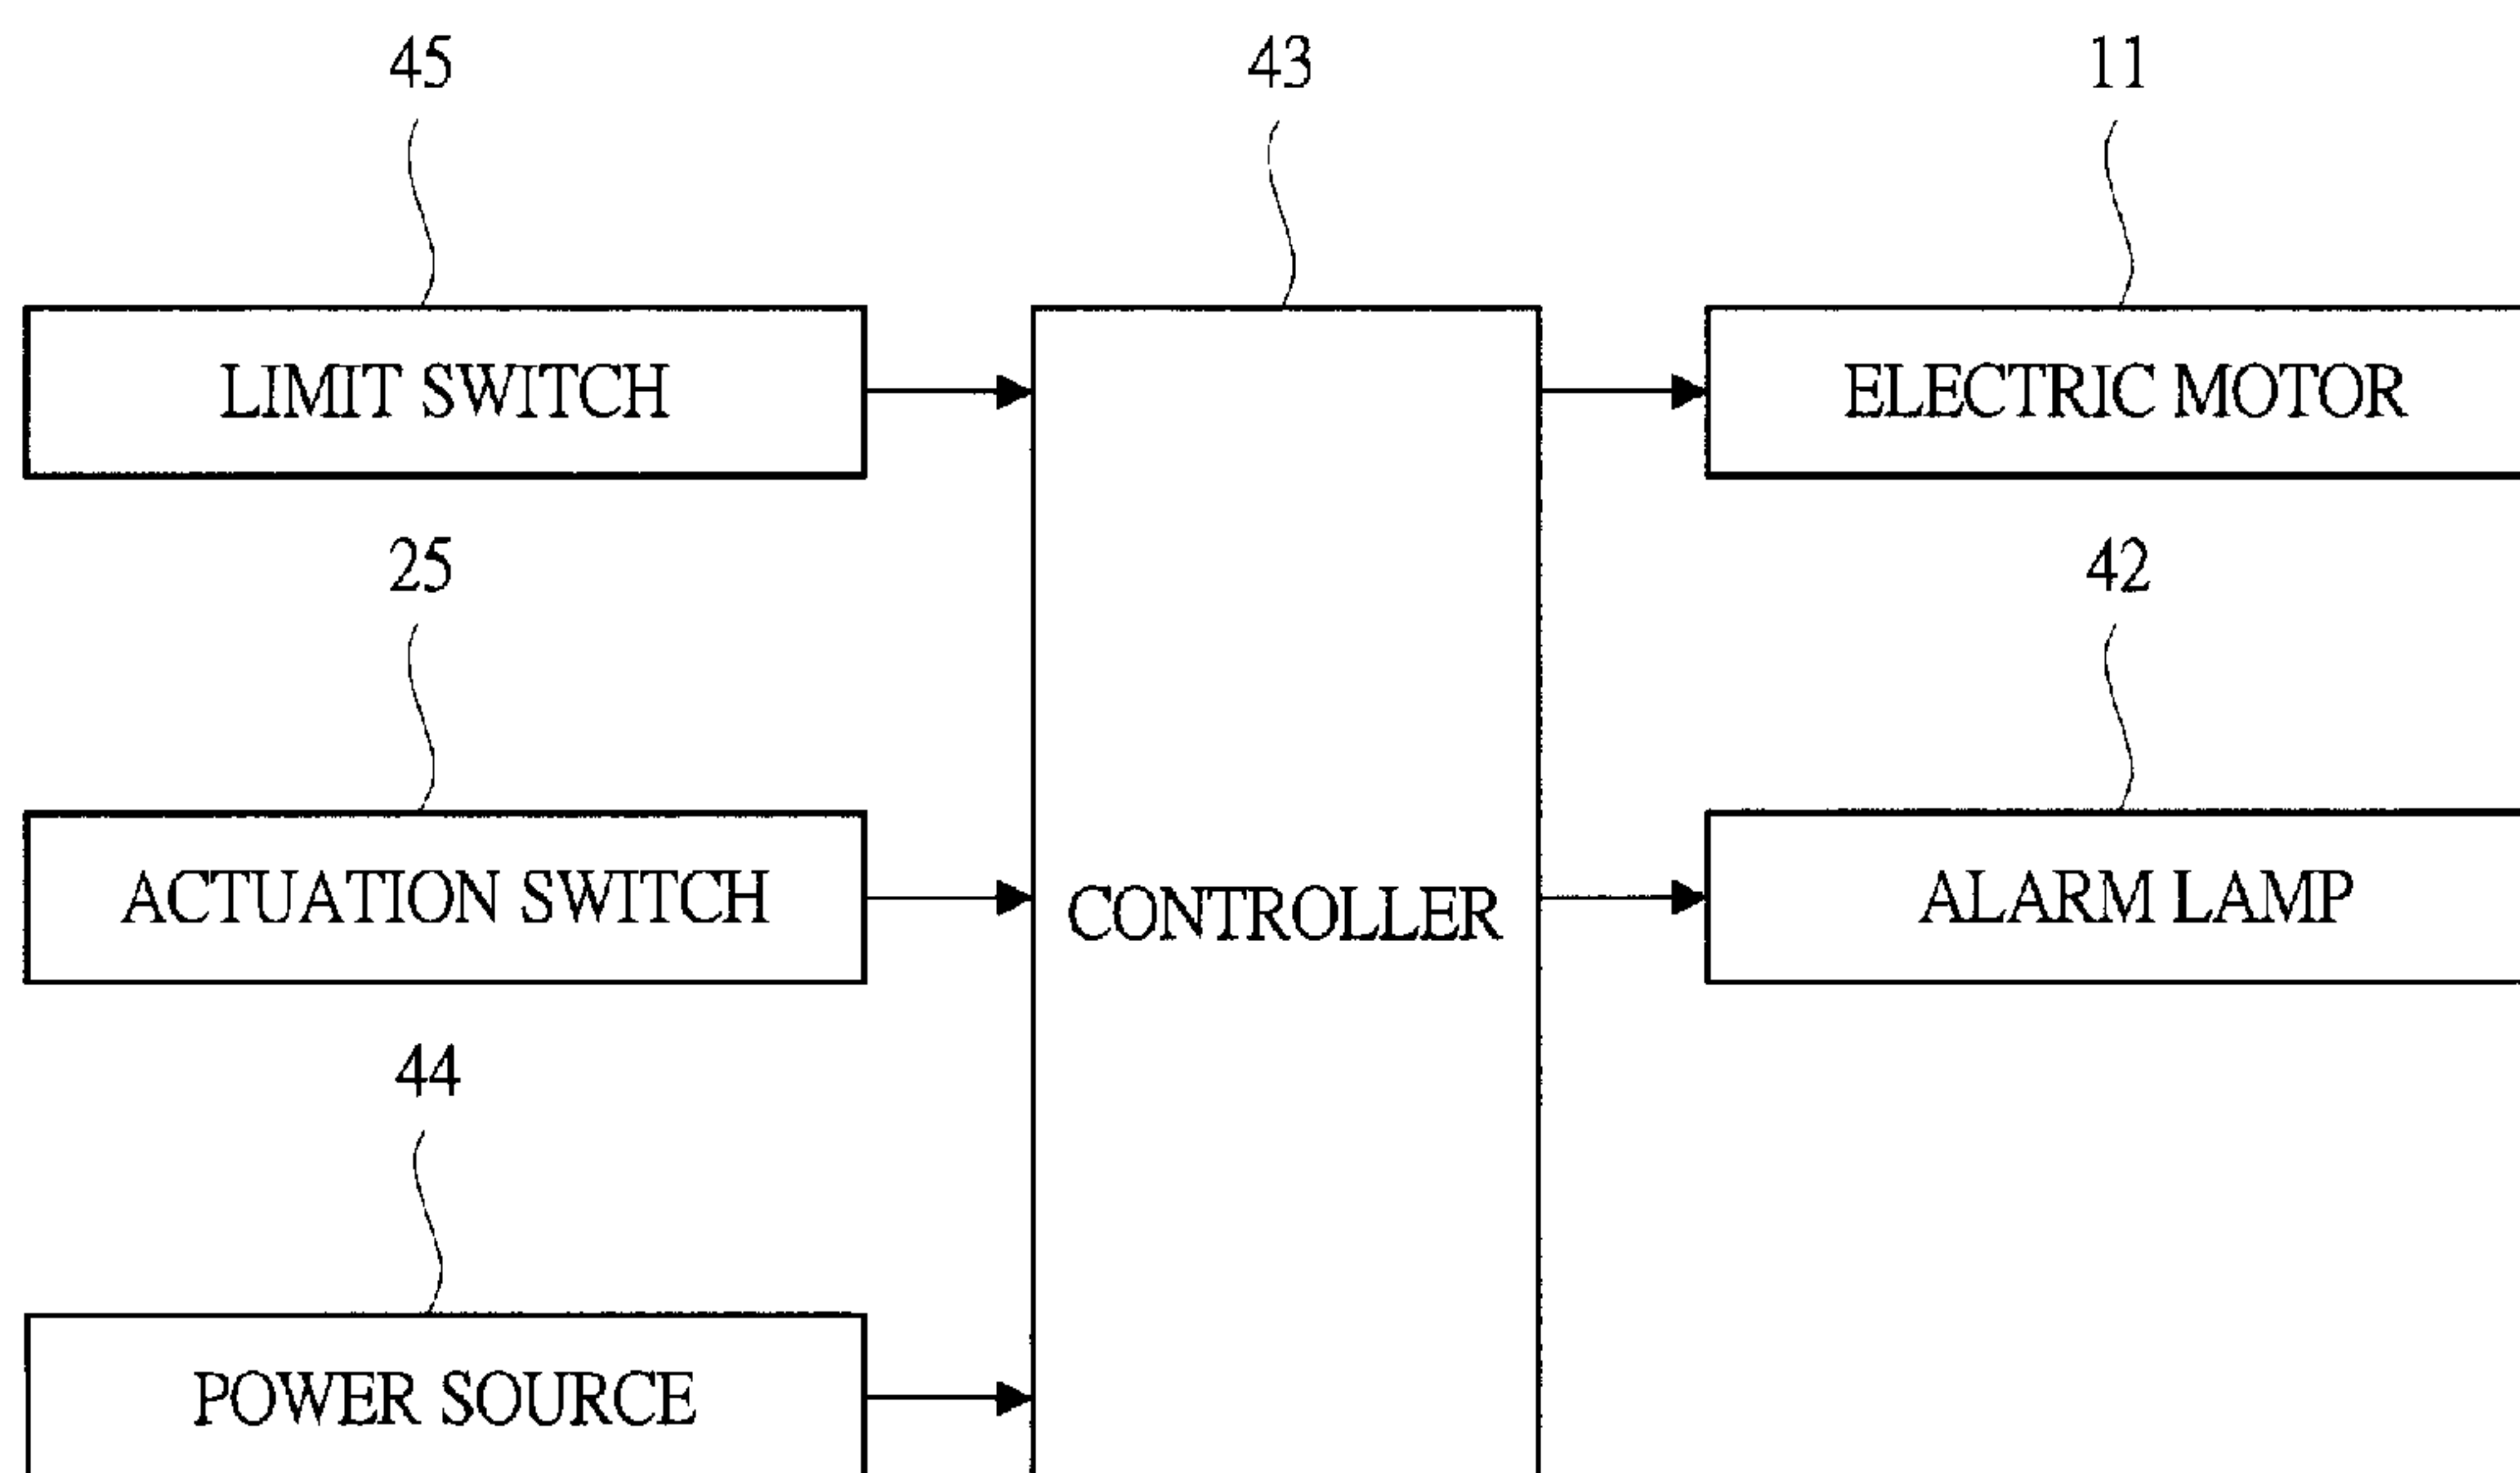 45
43
11
LIMIT SWITCH
ELECTRIC MOTOR
25
42
ACTUATION SWITCH
CONTROLLER
ALARM LAMP
44
POWER SOURCE